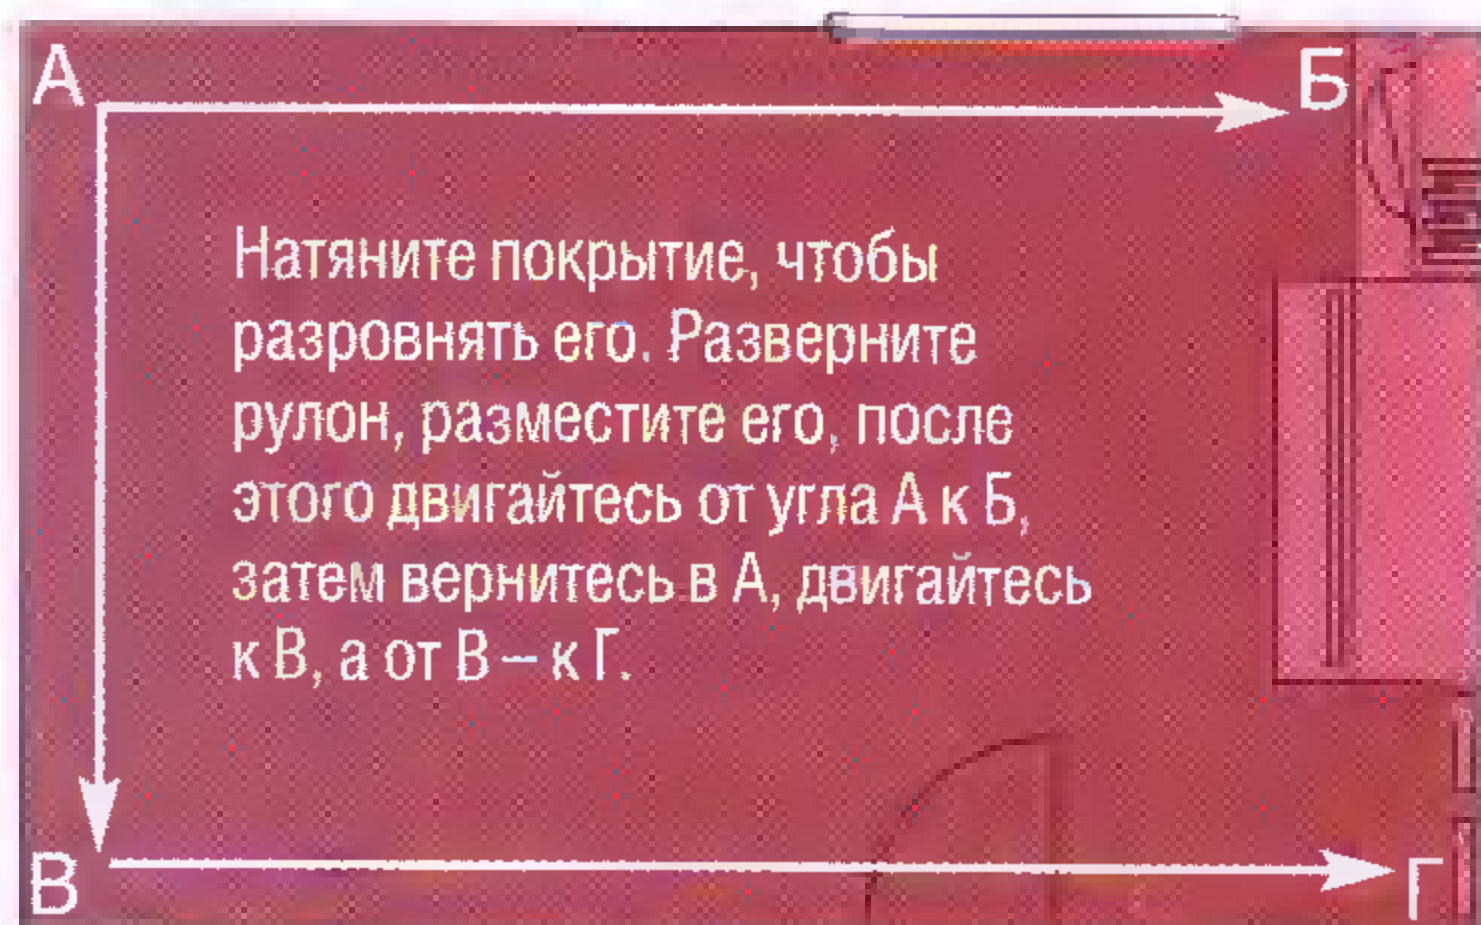 А
Б
Натяните покрытие, чтобы
разровнять его. Разверните
рулон, разместите его, после
этого двигайтесь от угла А к Б,
затем вернитесь в А, двигайтесь
к В, а от В – к Г.
В
Г